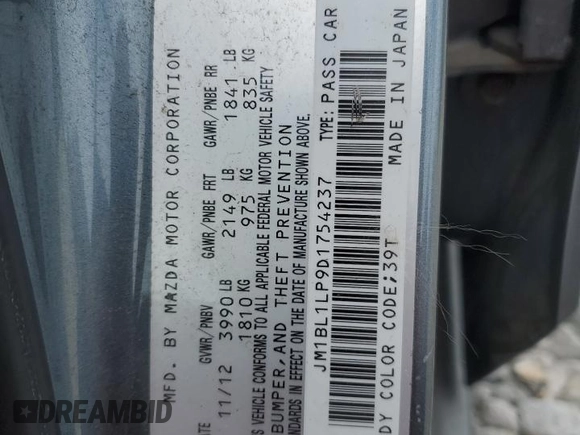 MFD. BY MAZDA MOTOR CORPORATION
DATE GVWR/PNBV GAWR/PNBE FRT GAWR/PNBE RR
11/12 3990 LB 2149 LB 1841 LB
1810 KG 975 KG 835 KG
S VEHICLE CONFORMS TO ALL APPLICABLE FEDERAL MOTOR VEHICLE SAFETY
BUMPER, AND THEFT PREVENTION
NDARDS IN EFFECT ON THE DATE OF MANUFACTURE SHOWN ABOVE.
JM1BL1LP9D1754237 TYPE: PASS CAR
DY COLOR CODE;39T MADE IN JAPAN
DREAMBID